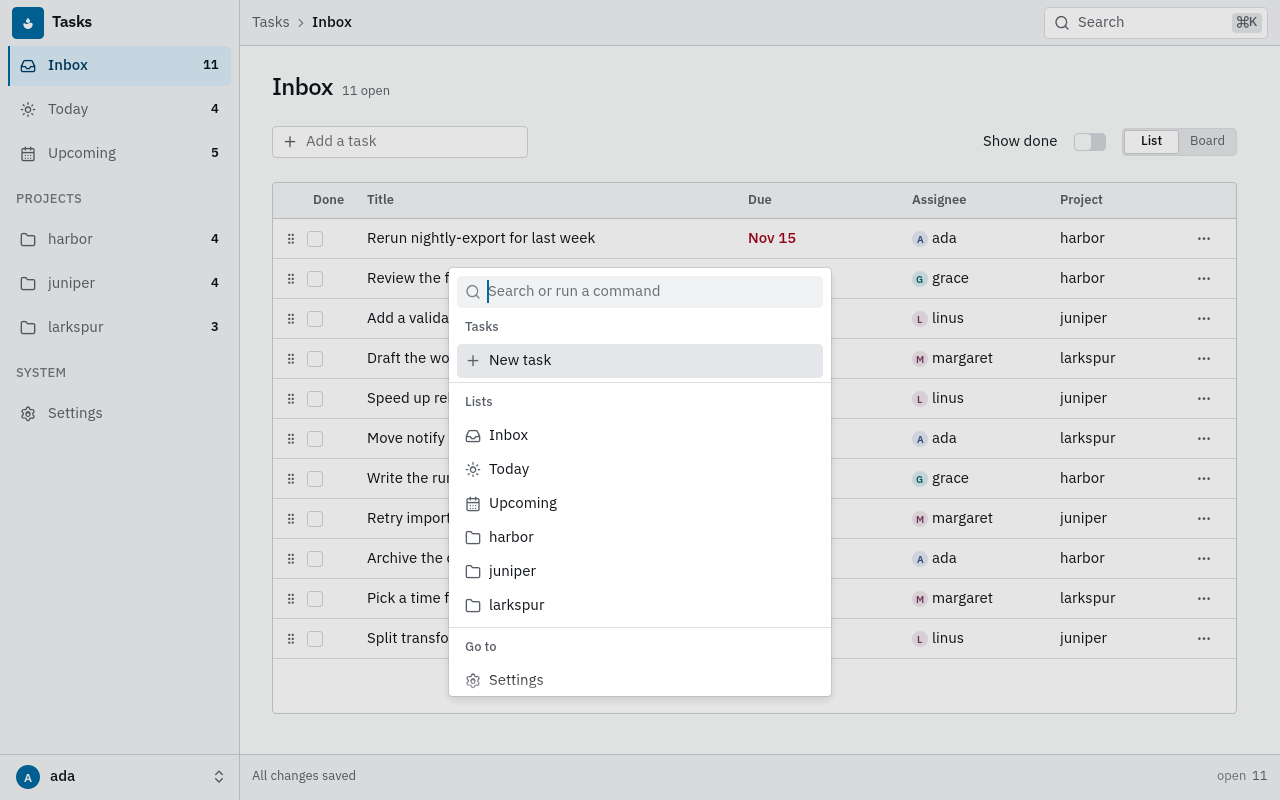 Tasks
Inbox 11
Today 4
Upcoming 5
PROJECTS
harbor 4
juniper 4
larkspur 3
SYSTEM
Settings
A ada
Tasks > Inbox
Search ⌘K
Inbox 11 open
Add a task
Show done List Board
Done Title Due Assignee Project
Rerun nightly-export for last week Nov 15 A ada harbor
Review the G grace harbor
Add a valida L linus juniper
Draft the wo M margaret larkspur
Speed up L linus juniper
Move notify A ada larkspur
Write the G grace harbor
Retry import M margaret juniper
Archive the A ada harbor
Pick a time M margaret larkspur
Split transfo L linus juniper
Search or run a command
Tasks
New task
Lists
Inbox
Today
Upcoming
harbor
juniper
larkspur
Go to
Settings
All changes saved
open 11